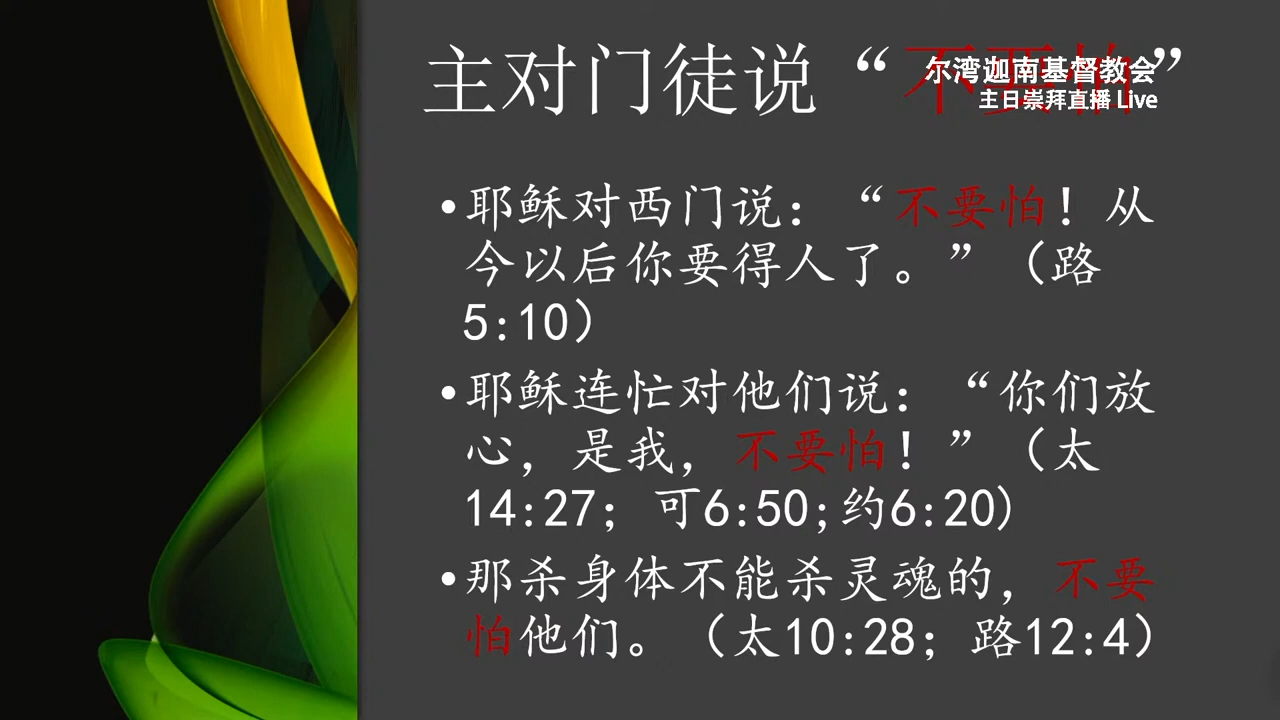 主对门徒说“不要怕”
尔湾迦南基督教会
主日崇拜直播 Live
•耶稣对西门说：“不要怕！从
今以后你要得人了。”（路
5:10）
•耶稣连忙对他们说：“你们放
心，是我，不要怕！”（太
14:27；可6:50;约6:20)
•那杀身体不能杀灵魂的，不要
怕他们。（太10:28；路12:4）